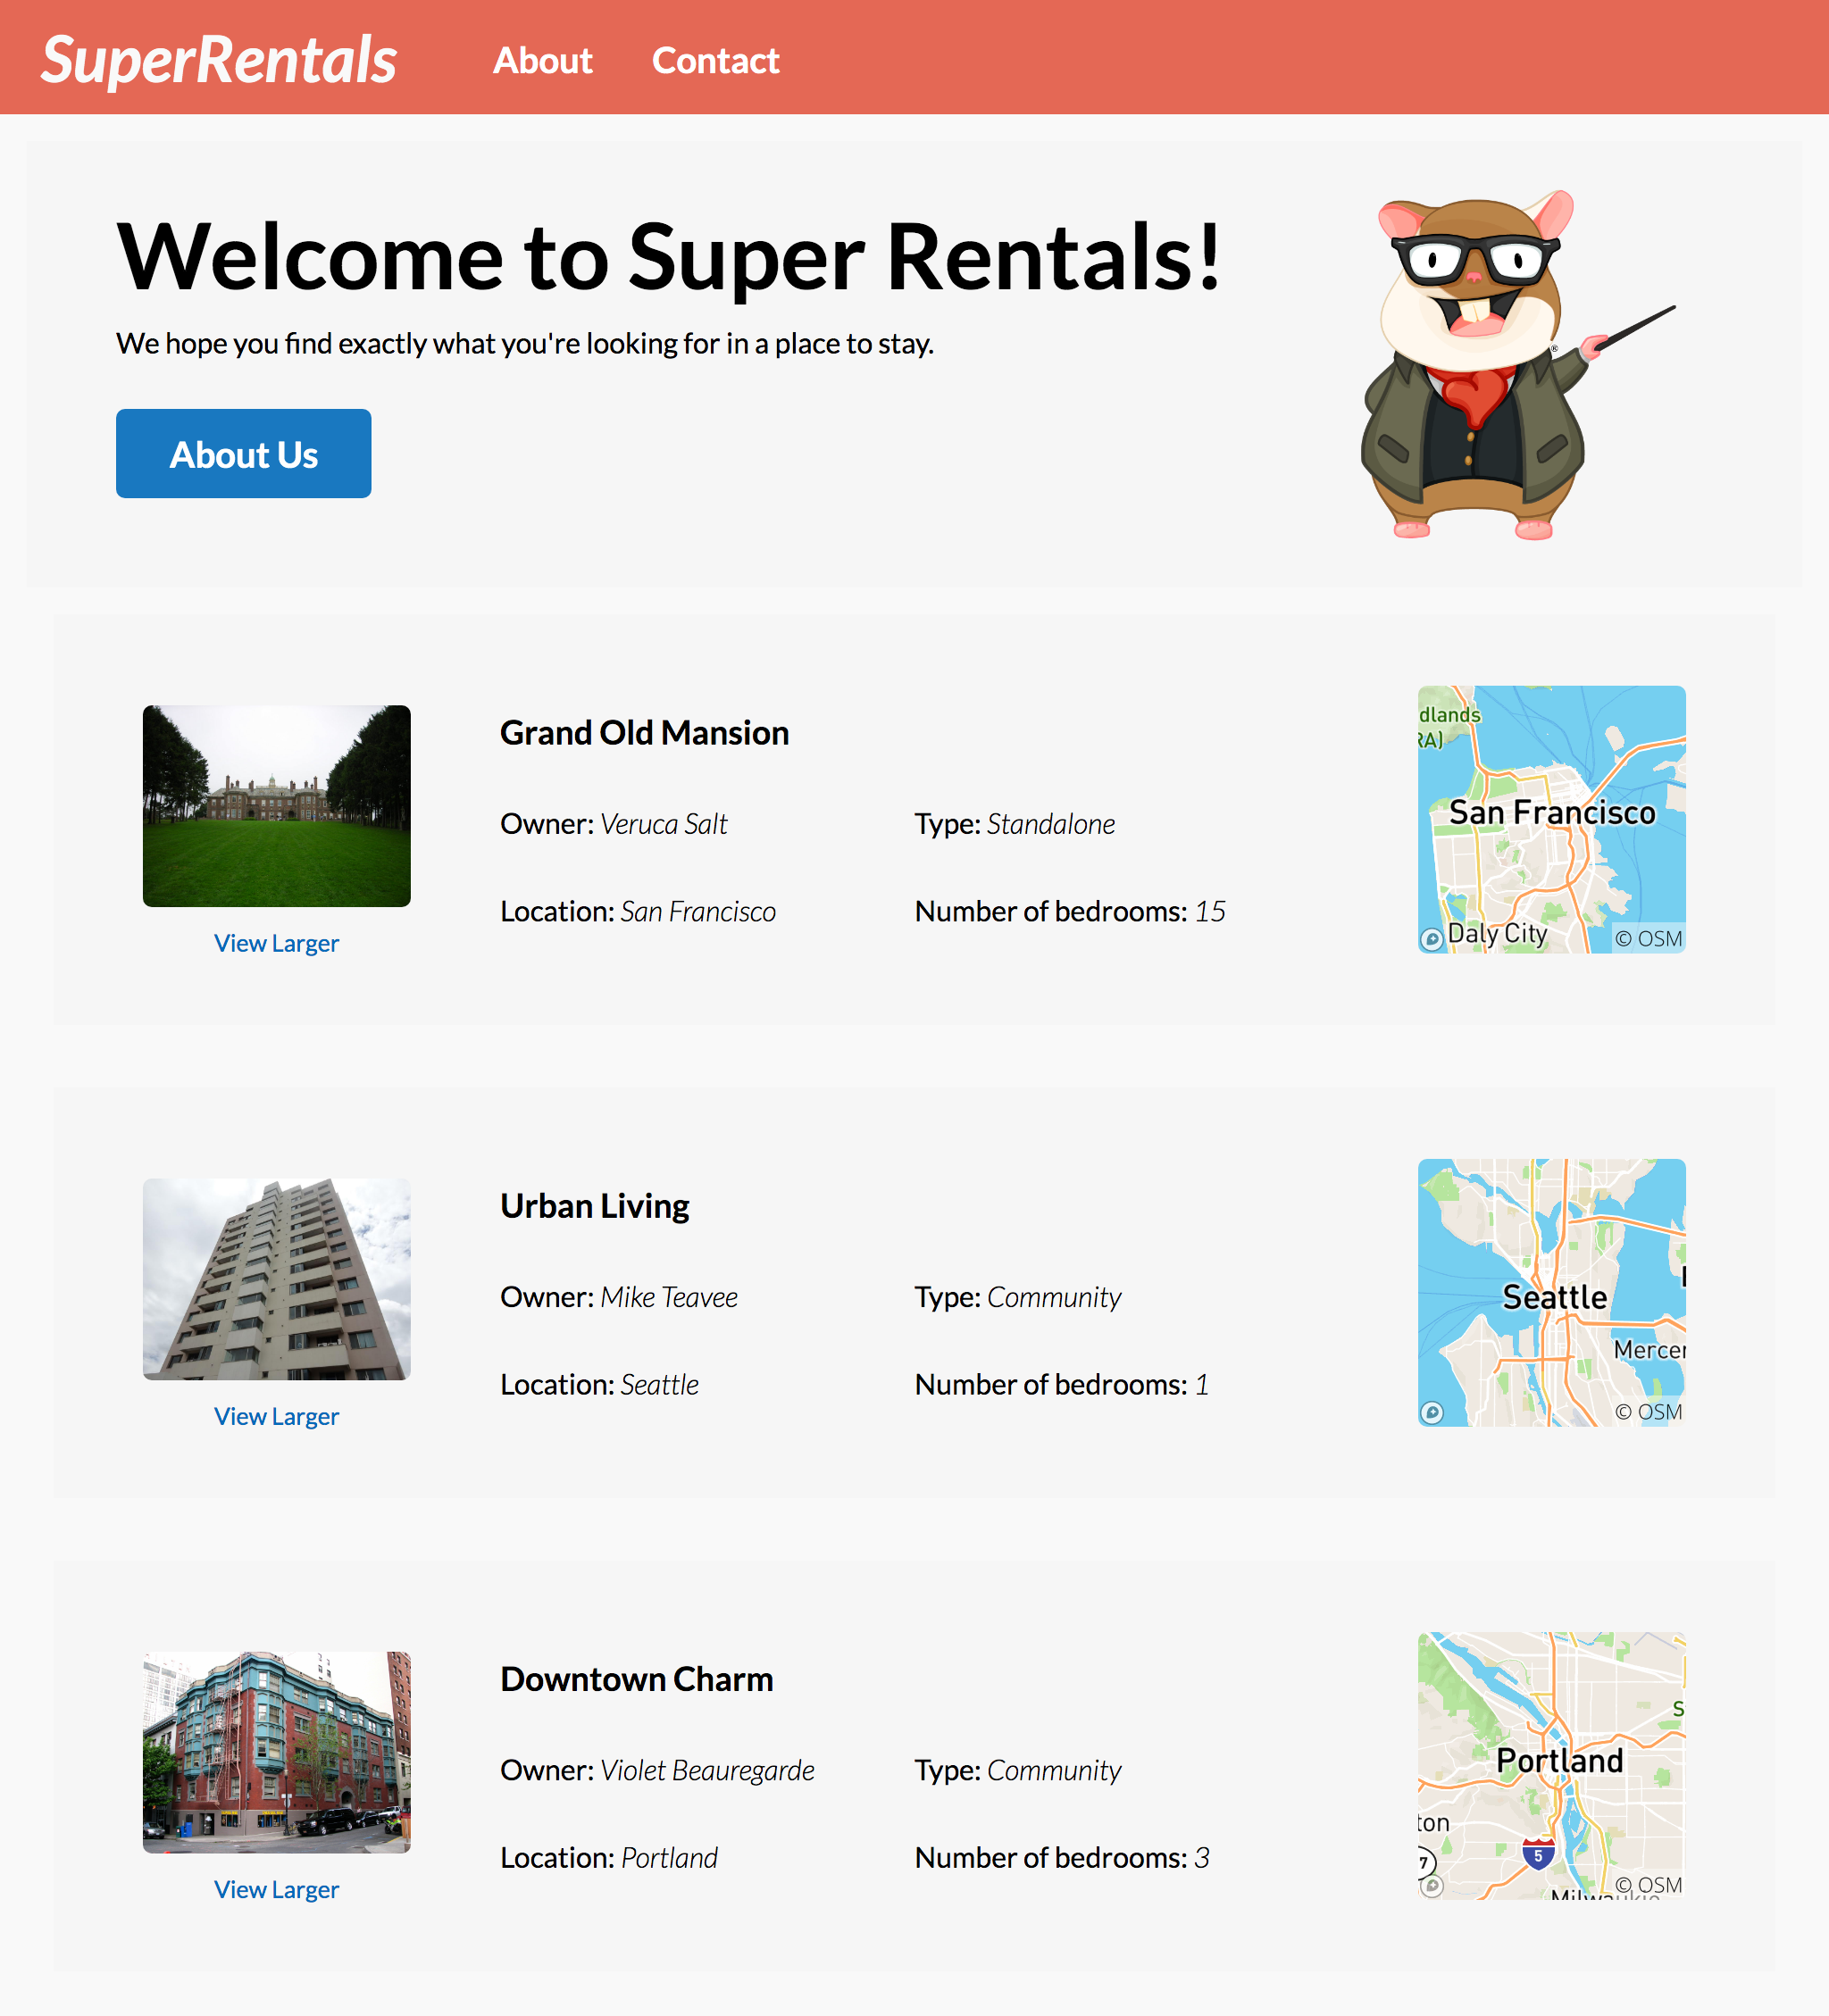 SuperRentals About Contact
Welcome to Super Rentals!
We hope you find exactly what you're looking for in a place to stay.
®
About Us
Grand Old Mansion
Owner: Veruca Salt Type: Standalone
Location: San Francisco Number of bedrooms: 15
View Larger
dlands
RA)
San Francisco
Daly City
© OSM
Urban Living
Owner: Mike Teavee Type: Community
Location: Seattle Number of bedrooms: 1
View Larger
Seattle
Mercer
© OSM
Downtown Charm
Owner: Violet Beauregarde Type: Community
Location: Portland Number of bedrooms: 3
View Larger
S
Portland
ton
5
7
© OSM
Milwaukie